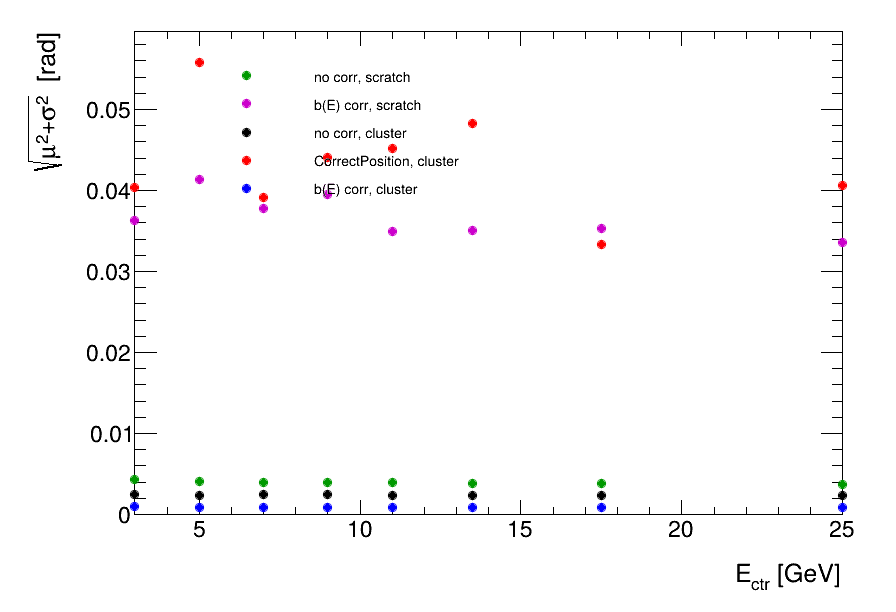 √μ²+σ² [rad]
no corr, scratch
b(E) corr, scratch
no corr, cluster
CorrectPosition, cluster
b(E) corr, cluster
0.05
0.04
0.03
0.02
0.01
0
5 10 15 20 25
E_ctr [GeV]